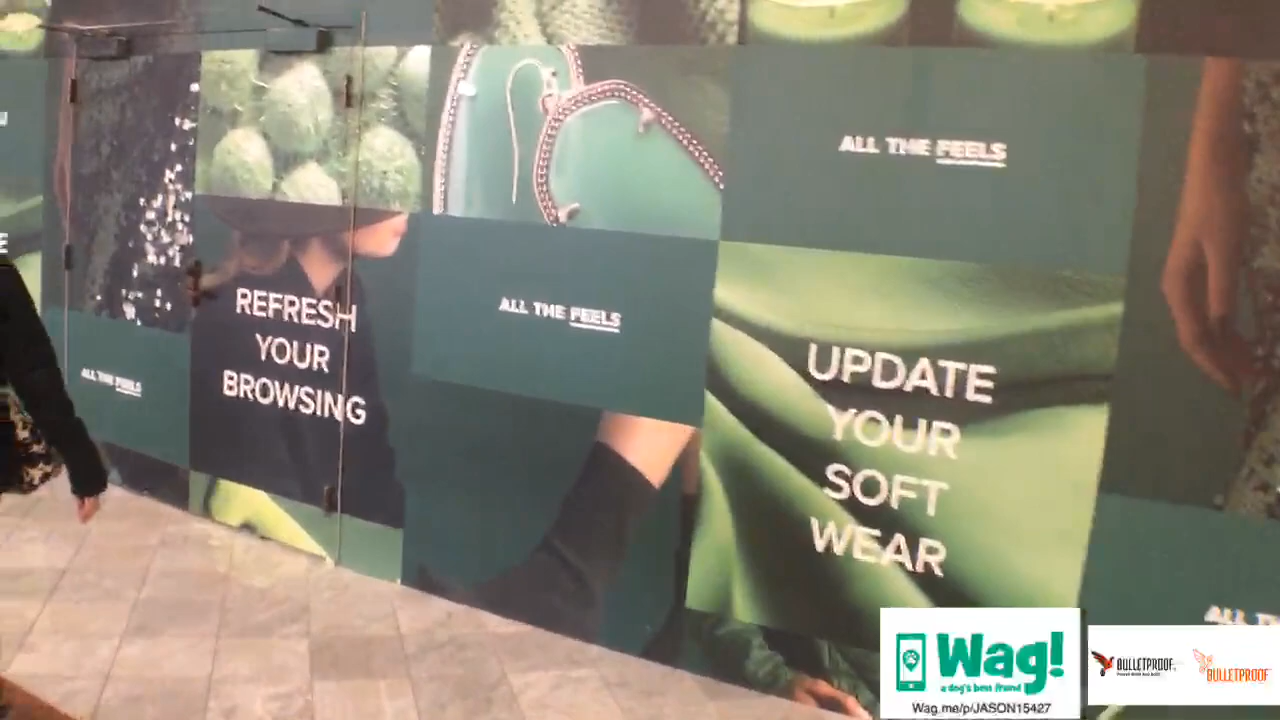 ALL THE FEELS
REFRESH
YOUR
BROWSING
ALL THE FEELS
ALL THE FEELS
UPDATE
YOUR
SOFT
WEAR
ALL
Wag!
a dog's best friend
Wag.me/p/JASON15427
BULLETPROOF
BULLETPROOF